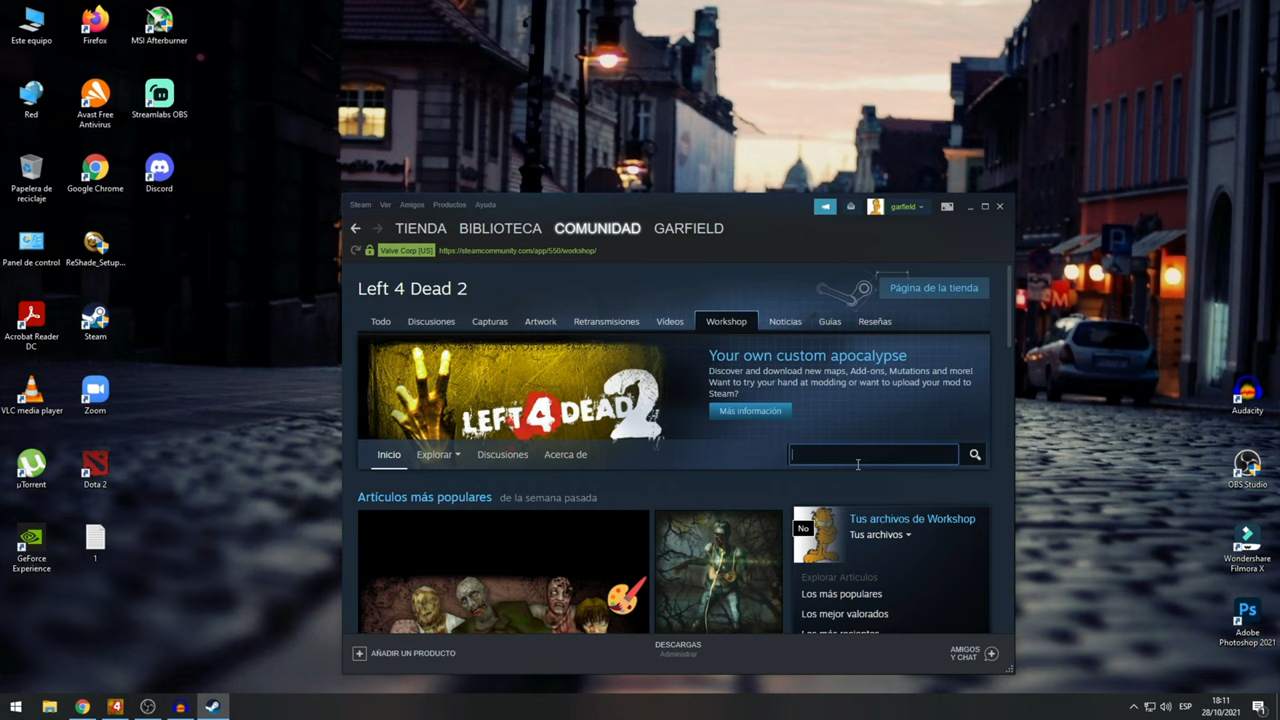 Este equipo
Firefox
MSI Afterburner
Red
Avast Free
Antivirus
Streamlabs OBS
Papelera de
reciclaje
Google Chrome
Discord
Panel de control
ReShade_Setup...
Acrobat Reader
DC
Steam
VLC media player
Zoom
µTorrent
Dota 2
GeForce
Experience
1
Steam Ver Amigos Productos Ayuda
garfield
TIENDA BIBLIOTECA COMUNIDAD GARFIELD
Valve Corp [US] https://steamcommunity.com/app/550/workshop/
Left 4 Dead 2
Página de la tienda
Todo Discusiones Capturas Artwork Retransmisiones Vídeos Workshop Noticias Guías Reseñas
LEFT 4 DEAD 2
Your own custom apocalypse
Discover and download new maps, Add-ons, Mutations and more!
Want to try your hand at modding or want to upload your mod to
Steam?
Más información
Inicio Explorar Discusiones Acerca de
Artículos más populares de la semana pasada
No
Tus archivos de Workshop
Tus archivos
Explorar Artículos
Los más populares
Los mejor valorados
Los más recientes
AÑADIR UN PRODUCTO
DESCARGAS
Administrar
AMIGOS
Y CHAT
P
Audacity
OBS Studio
Wondershare
Filmora X
Ps
Adobe
Photoshop 2021
4
ESP
18:11
28/10/2021
1